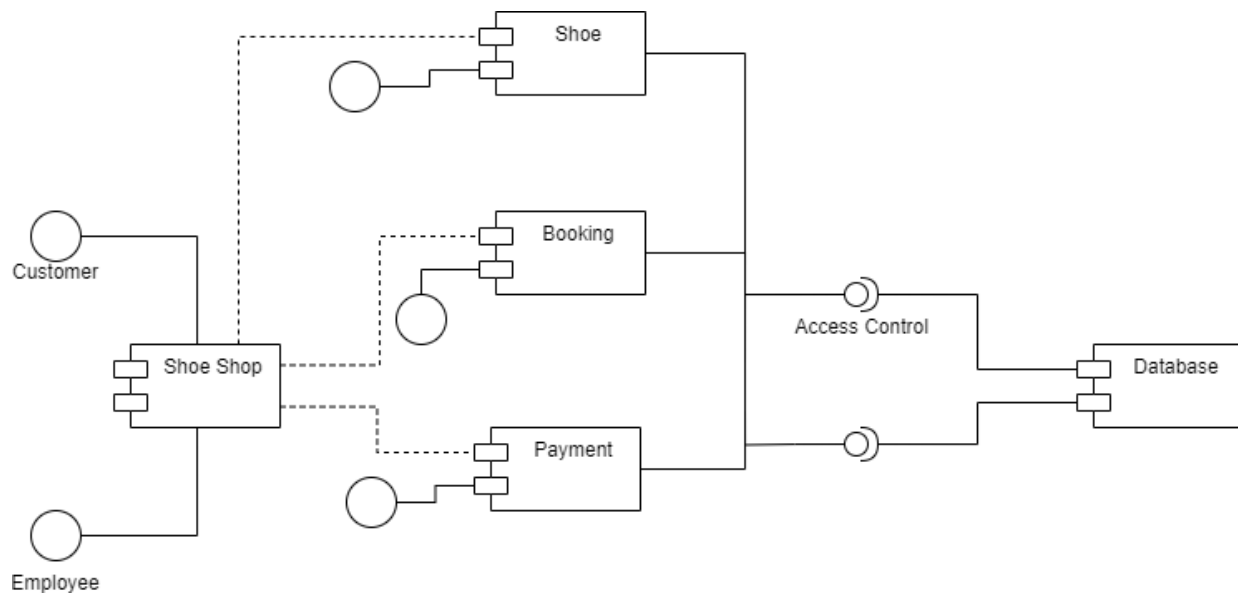 Shoe
Booking
Customer
Access Control
Shoe Shop
Database
Payment
Employee